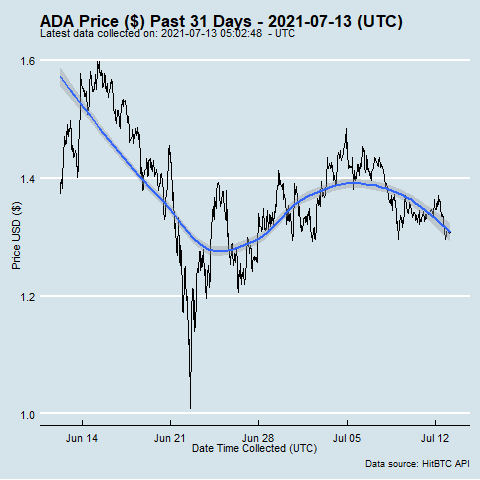 ADA Price ($) Past 31 Days - 2021-07-13 (UTC)
Latest data collected on: 2021-07-13 05:02:48 - UTC
1.6
1.4
1.2
1.0
Price USD ($)
Jun 14 Jun 21 Jun 28 Jul 05 Jul 12
Date Time Collected (UTC)
Data source: HitBTC API